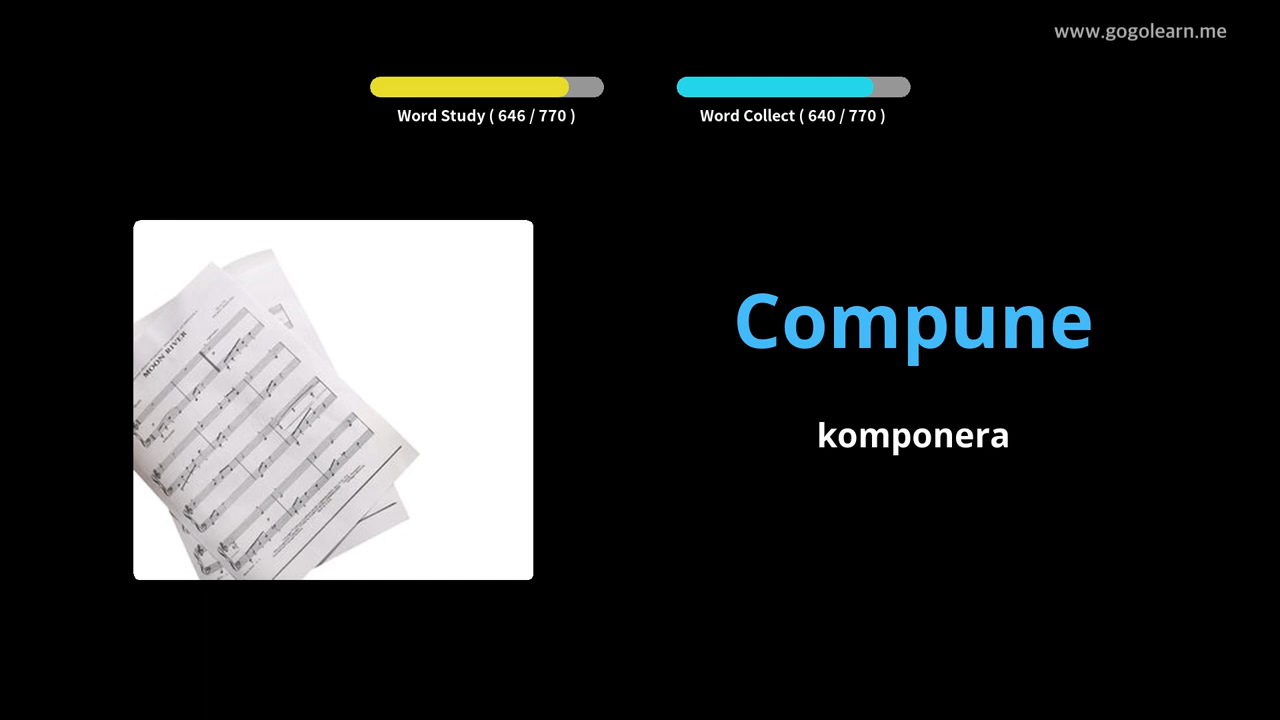 www.gogolearn.me
Word Study ( 646 / 770 )
Word Collect ( 640 / 770 )
MOON RIVER
Compune
komponera